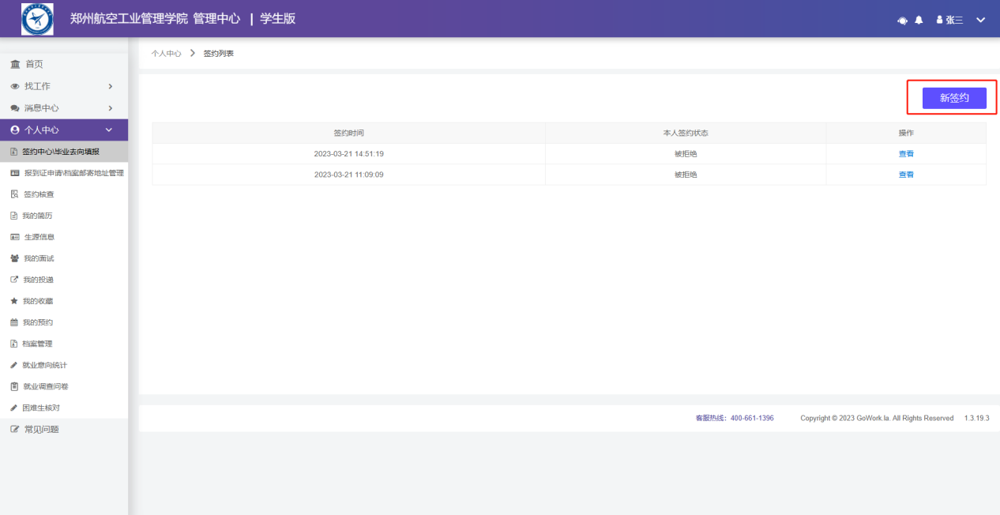 郑州航空工业管理学院 管理中心 | 学生版
张三
首页
找工作
消息中心
个人中心
签约中心\毕业去向填报
报到证申请\档案邮寄地址管理
签约核查
我的简历
生源信息
我的面试
我的投递
我的收藏
我的预约
档案管理
就业意向统计
就业调查问卷
困难生核对
常见问题
个人中心 > 签约列表
新签约
签约时间 本人签约状态 操作
2023-03-21 14:51:19 被拒绝 查看
2023-03-21 11:09:09 被拒绝 查看
客服热线：400-661-1396 Copyright © 2023 GoWork.la. All Rights Reserved 1.3.19.3